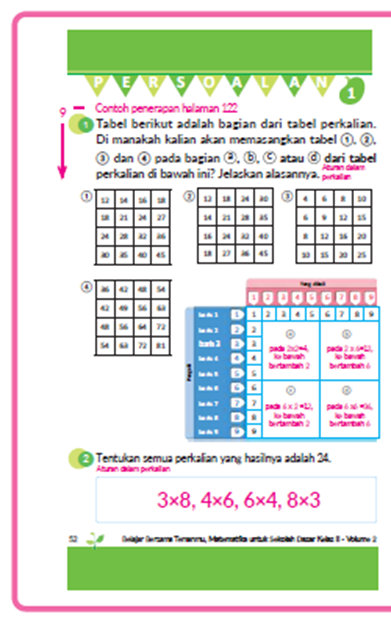 PERSOALAN 1
9 Contoh penerapan halaman 122
1 Tabel berikut adalah bagian dari tabel perkalian.
Di manakah kalian akan memasangkan tabel ①, ②,
③ dan ④ pada bagian ⓐ, ⓑ, ⓒ atau ⓓ dari tabel
perkalian di bawah ini? Jelaskan alasannya. Aturan dalam perkalian
①
12 14 16 18
18 21 24 27
24 28 32 36
30 35 40 45
②
12 18 24 30
14 21 28 35
16 24 32 40
18 27 36 45
③
4 6 8 10
6 9 12 15
8 12 16 20
10 15 20 25
④
36 42 48 54
42 49 56 63
48 56 64 72
54 63 72 81
1 2 3 4 5 6 7 8 9
baris 1 1 1 2 3 4 5 6 7 8 9
baris 2 2 2
baris 3 3 3
baris 4 4 4
baris 5 5 5
baris 6 6 6
baris 7 7 7
baris 8 8 8
baris 9 9 9
pada 2x2=4,
ke bawah
bertambah 2
pada 2 x 6=12,
ke bawah
bertambah 6
pada 6 x 2 =12,
ke bawah
bertambah 2
pada 6 x6 =36,
ke bawah
bertambah 6
2 Tentukan semua perkalian yang hasilnya adalah 24.
Aturan dalam perkalian
3×8, 4×6, 6×4, 8×3
52 Belajar Bersama Temanmu, Matematika untuk Sekolah Dasar Kelas II - Volume 2